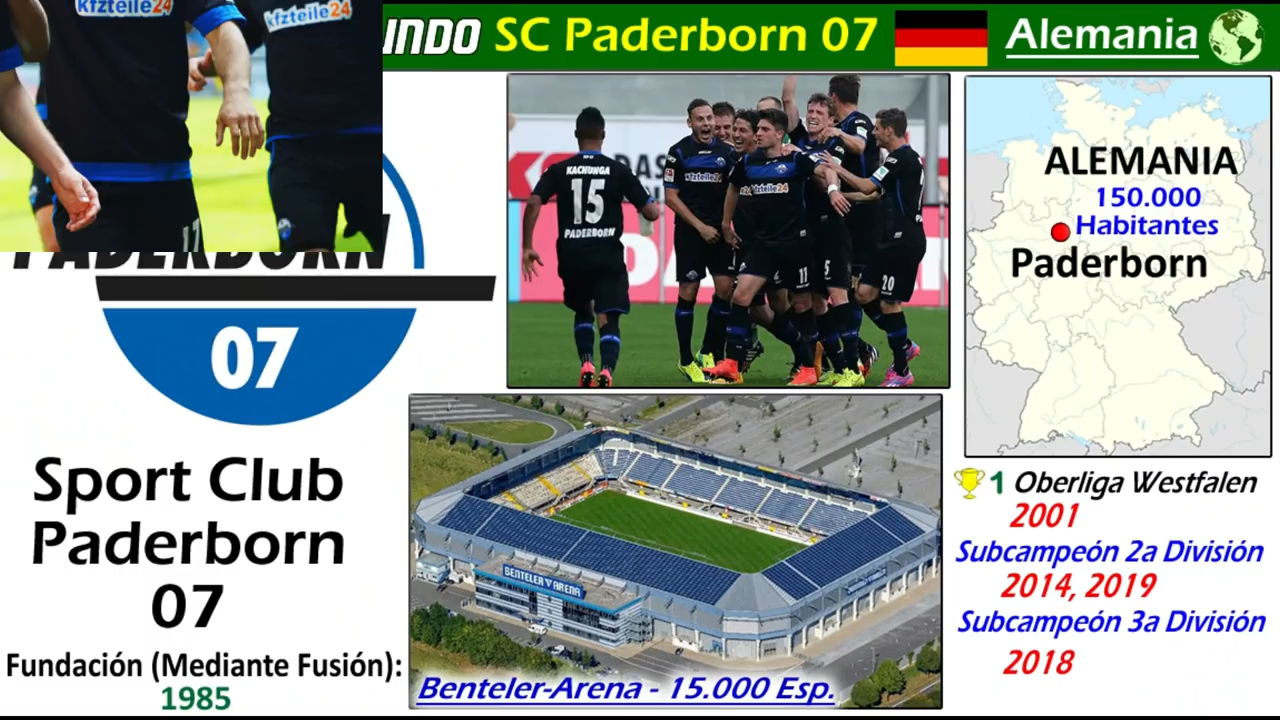 kfzteile24
kfzteile24
UNDO SC Paderborn 07
Alemania
PADERBORN
07
Sport Club
Paderborn
07
Fundación (Mediante Fusión):
1985
KACHUNGA
15
PADERBORN
DAS
kfzteile24
kfzteile24
11
5
20
17
BENTELER ARENA
Benteler-Arena - 15.000 Esp.
ALEMANIA
150.000
Habitantes
Paderborn
1 Oberliga Westfalen
2001
Subcampeón 2a División
2014, 2019
Subcampeón 3a División
2018